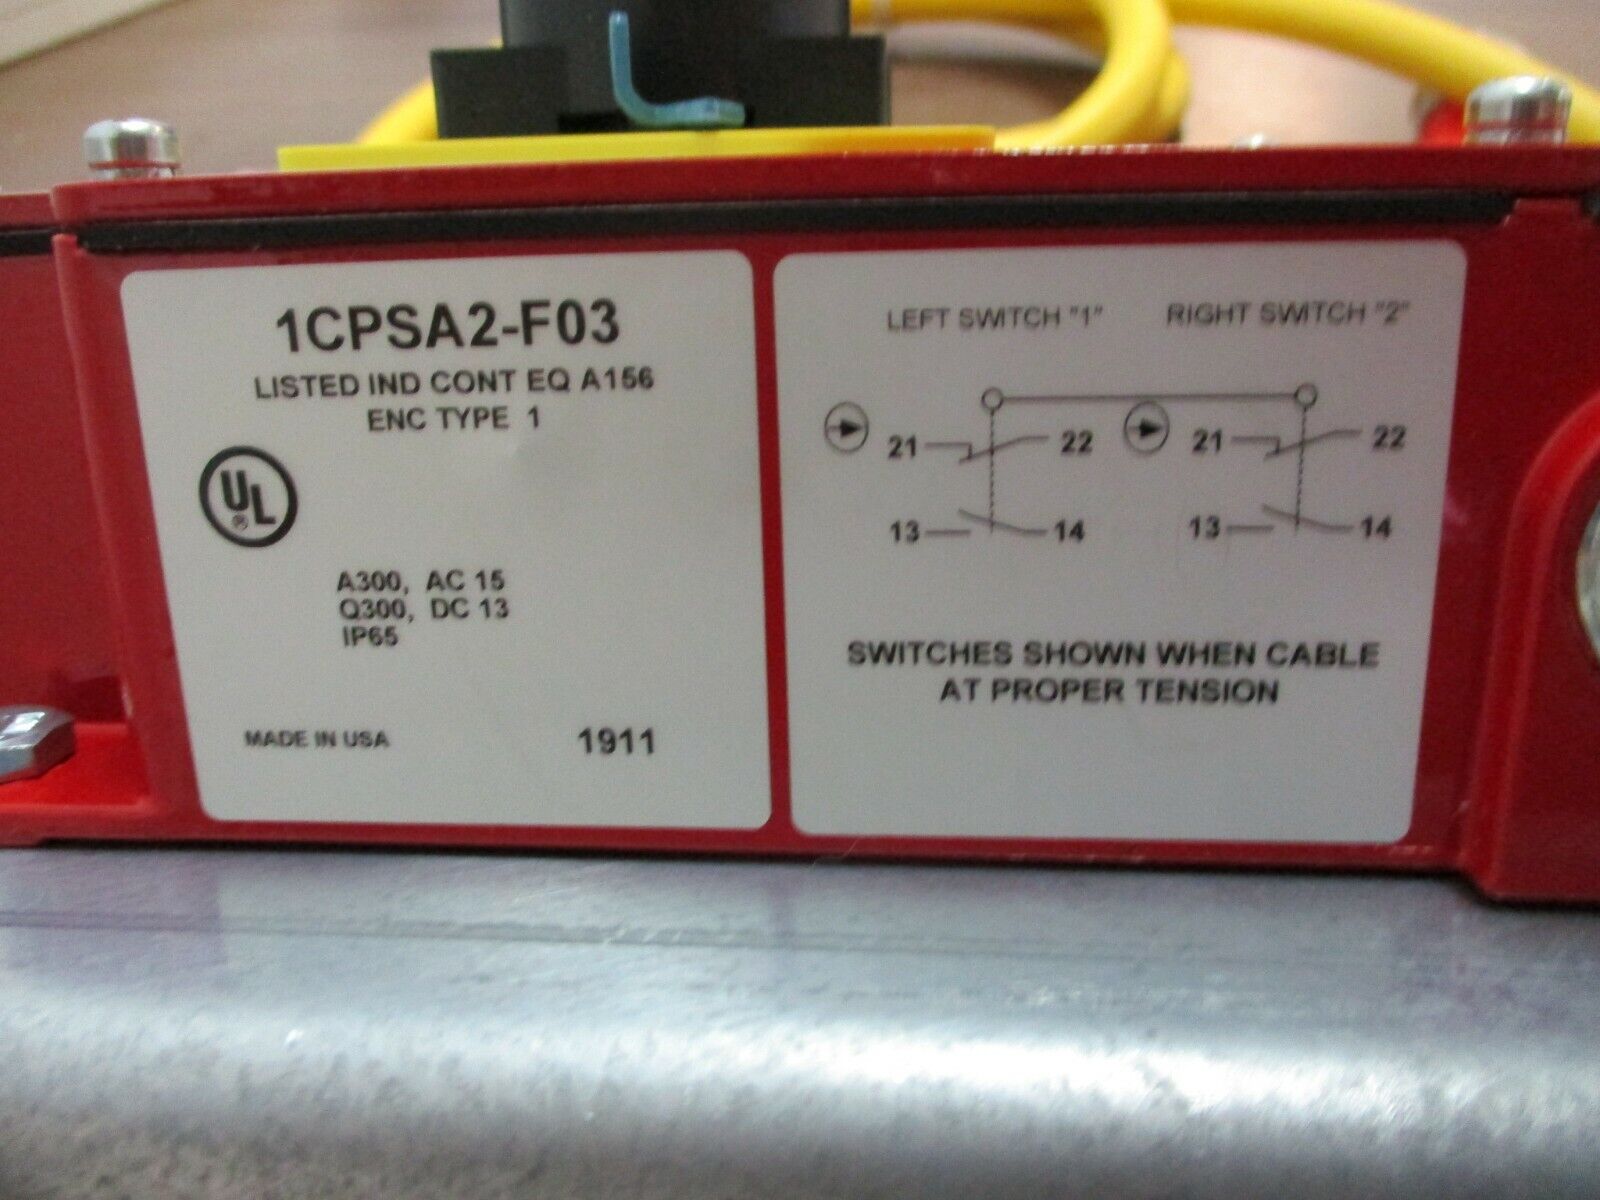 1CPSA2-F03
LISTED IND CONT EQ A156
ENC TYPE 1
UL
®
A300, AC 15
Q300, DC 13
IP65
MADE IN USA 1911
LEFT SWITCH "1" RIGHT SWITCH "2"
21 22 21 22
13 14 13 14
SWITCHES SHOWN WHEN CABLE
AT PROPER TENSION